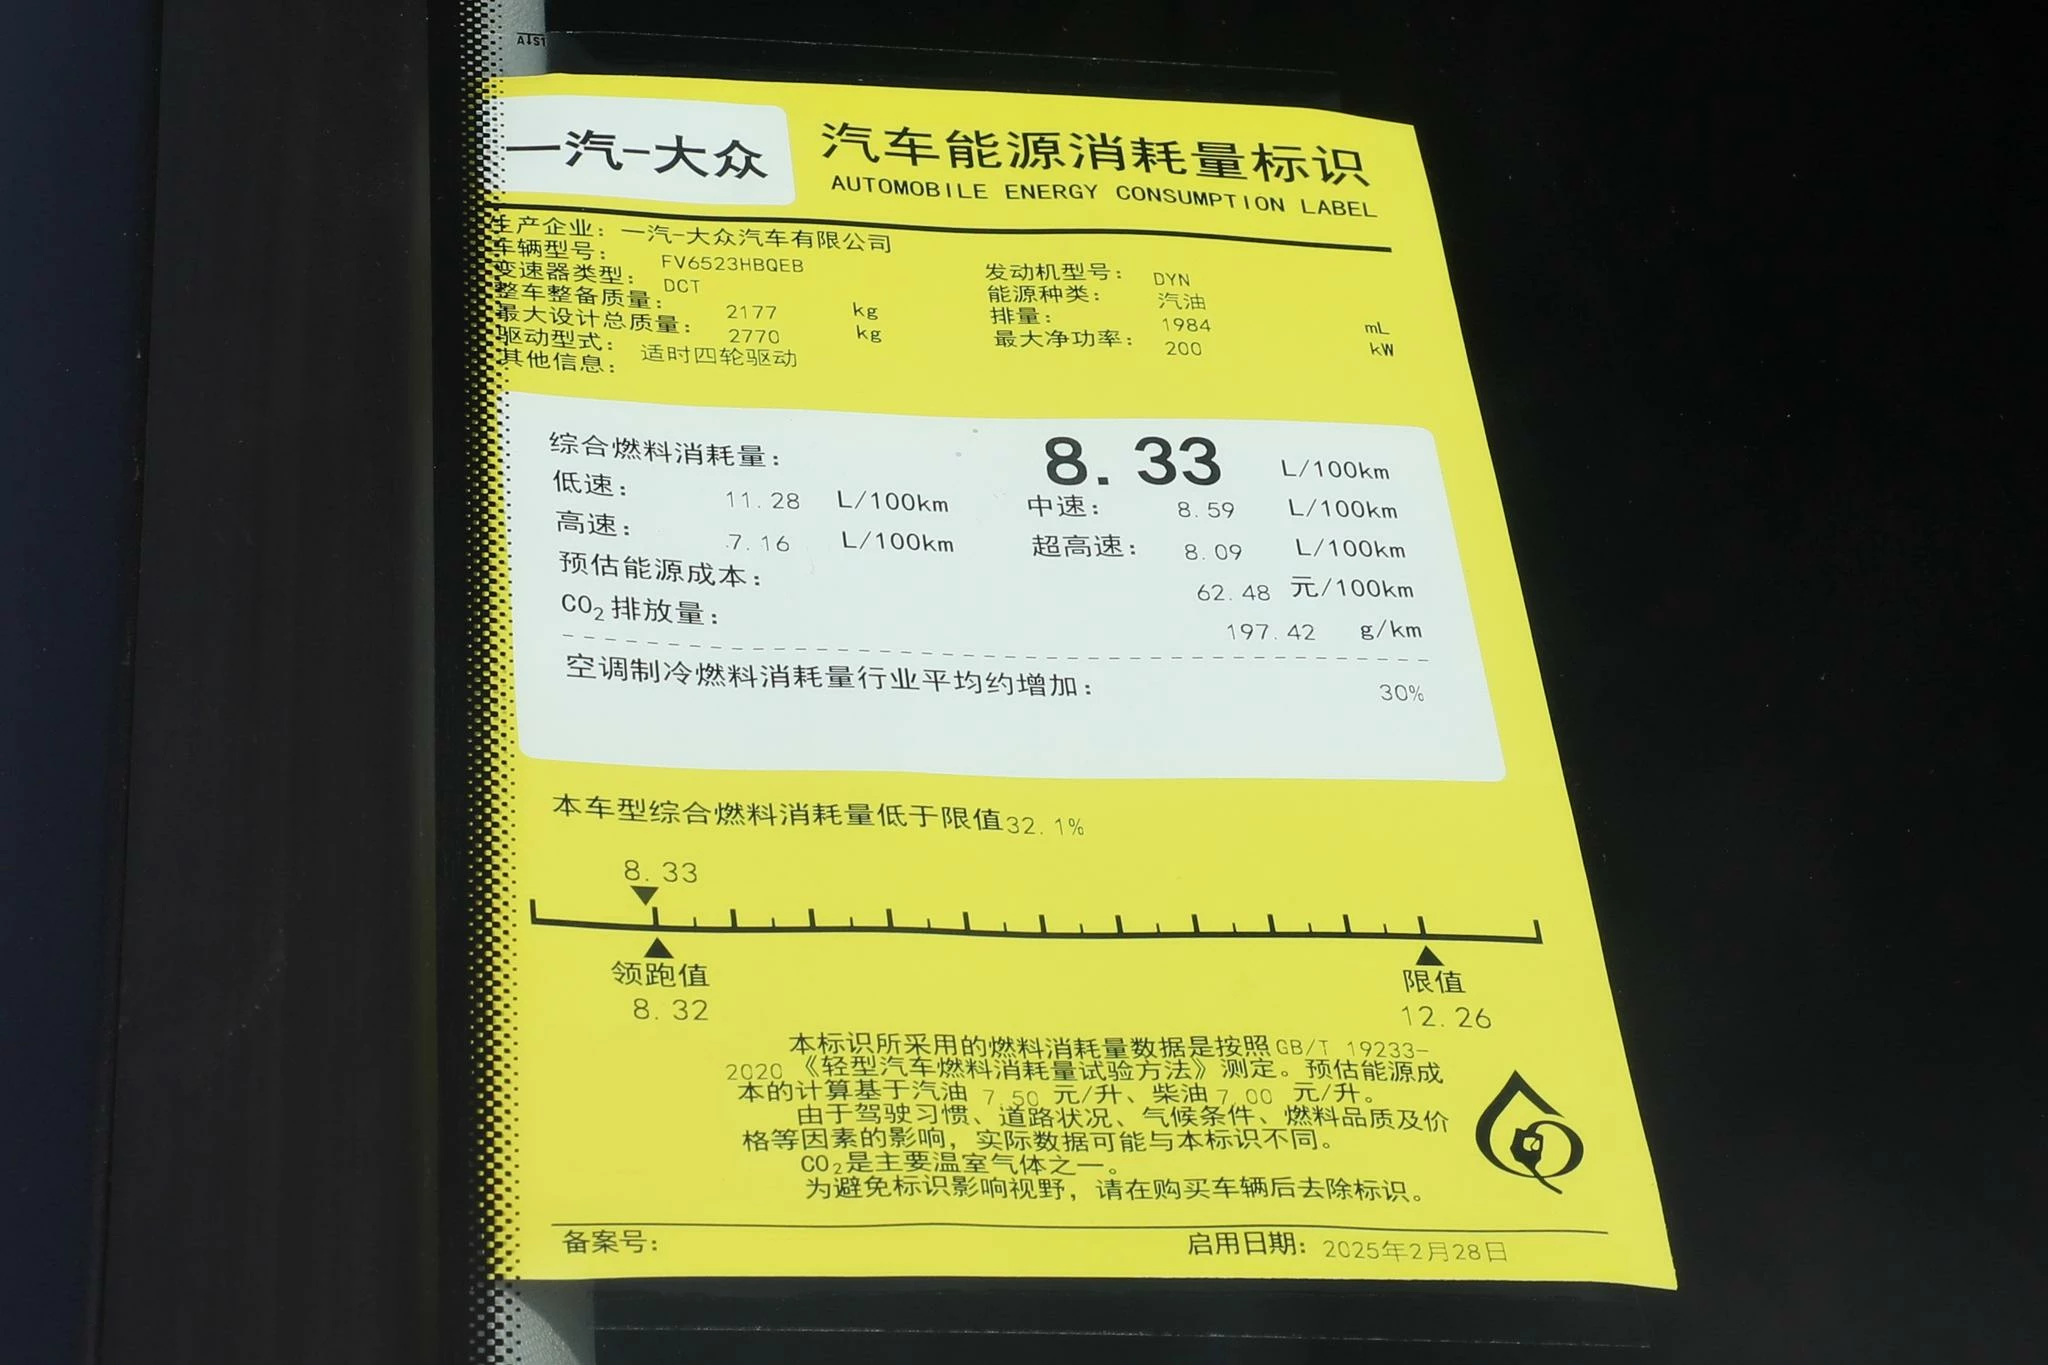 一汽-大众
汽车能源消耗量标识
AUTOMOBILE ENERGY CONSUMPTION LABEL
生产企业：一汽-大众汽车有限公司
车辆型号：FV6523HBQEB
发动机型号：DYN
变速器类型：DCT
能源种类：汽油
整车整备质量：2177 kg
排量：1984 mL
最大设计总质量：2770 kg
最大净功率：200 kW
驱动型式：适时四轮驱动
其他信息：
综合燃料消耗量：8.33 L/100km
低速：11.28 L/100km 中速：8.59 L/100km
高速：7.16 L/100km 超高速：8.09 L/100km
预估能源成本：62.48 元/100km
CO₂排放量：197.42 g/km
空调制冷燃料消耗量行业平均约增加：30%
本车型综合燃料消耗量低于限值32.1%
8.33
领跑值 限值
8.32 12.26
本标识所采用的燃料消耗量数据是按照GB/T 19233-
2020《轻型汽车燃料消耗量试验方法》测定。预估能源成
本的计算基于汽油 7.50 元/升、柴油7.00 元/升。
由于驾驶习惯、道路状况、气候条件、燃料品质及价
格等因素的影响，实际数据可能与本标识不同。
CO₂是主要温室气体之一。
为避免标识影响视野，请在购买车辆后去除标识。
备案号： 启用日期：2025年2月28日